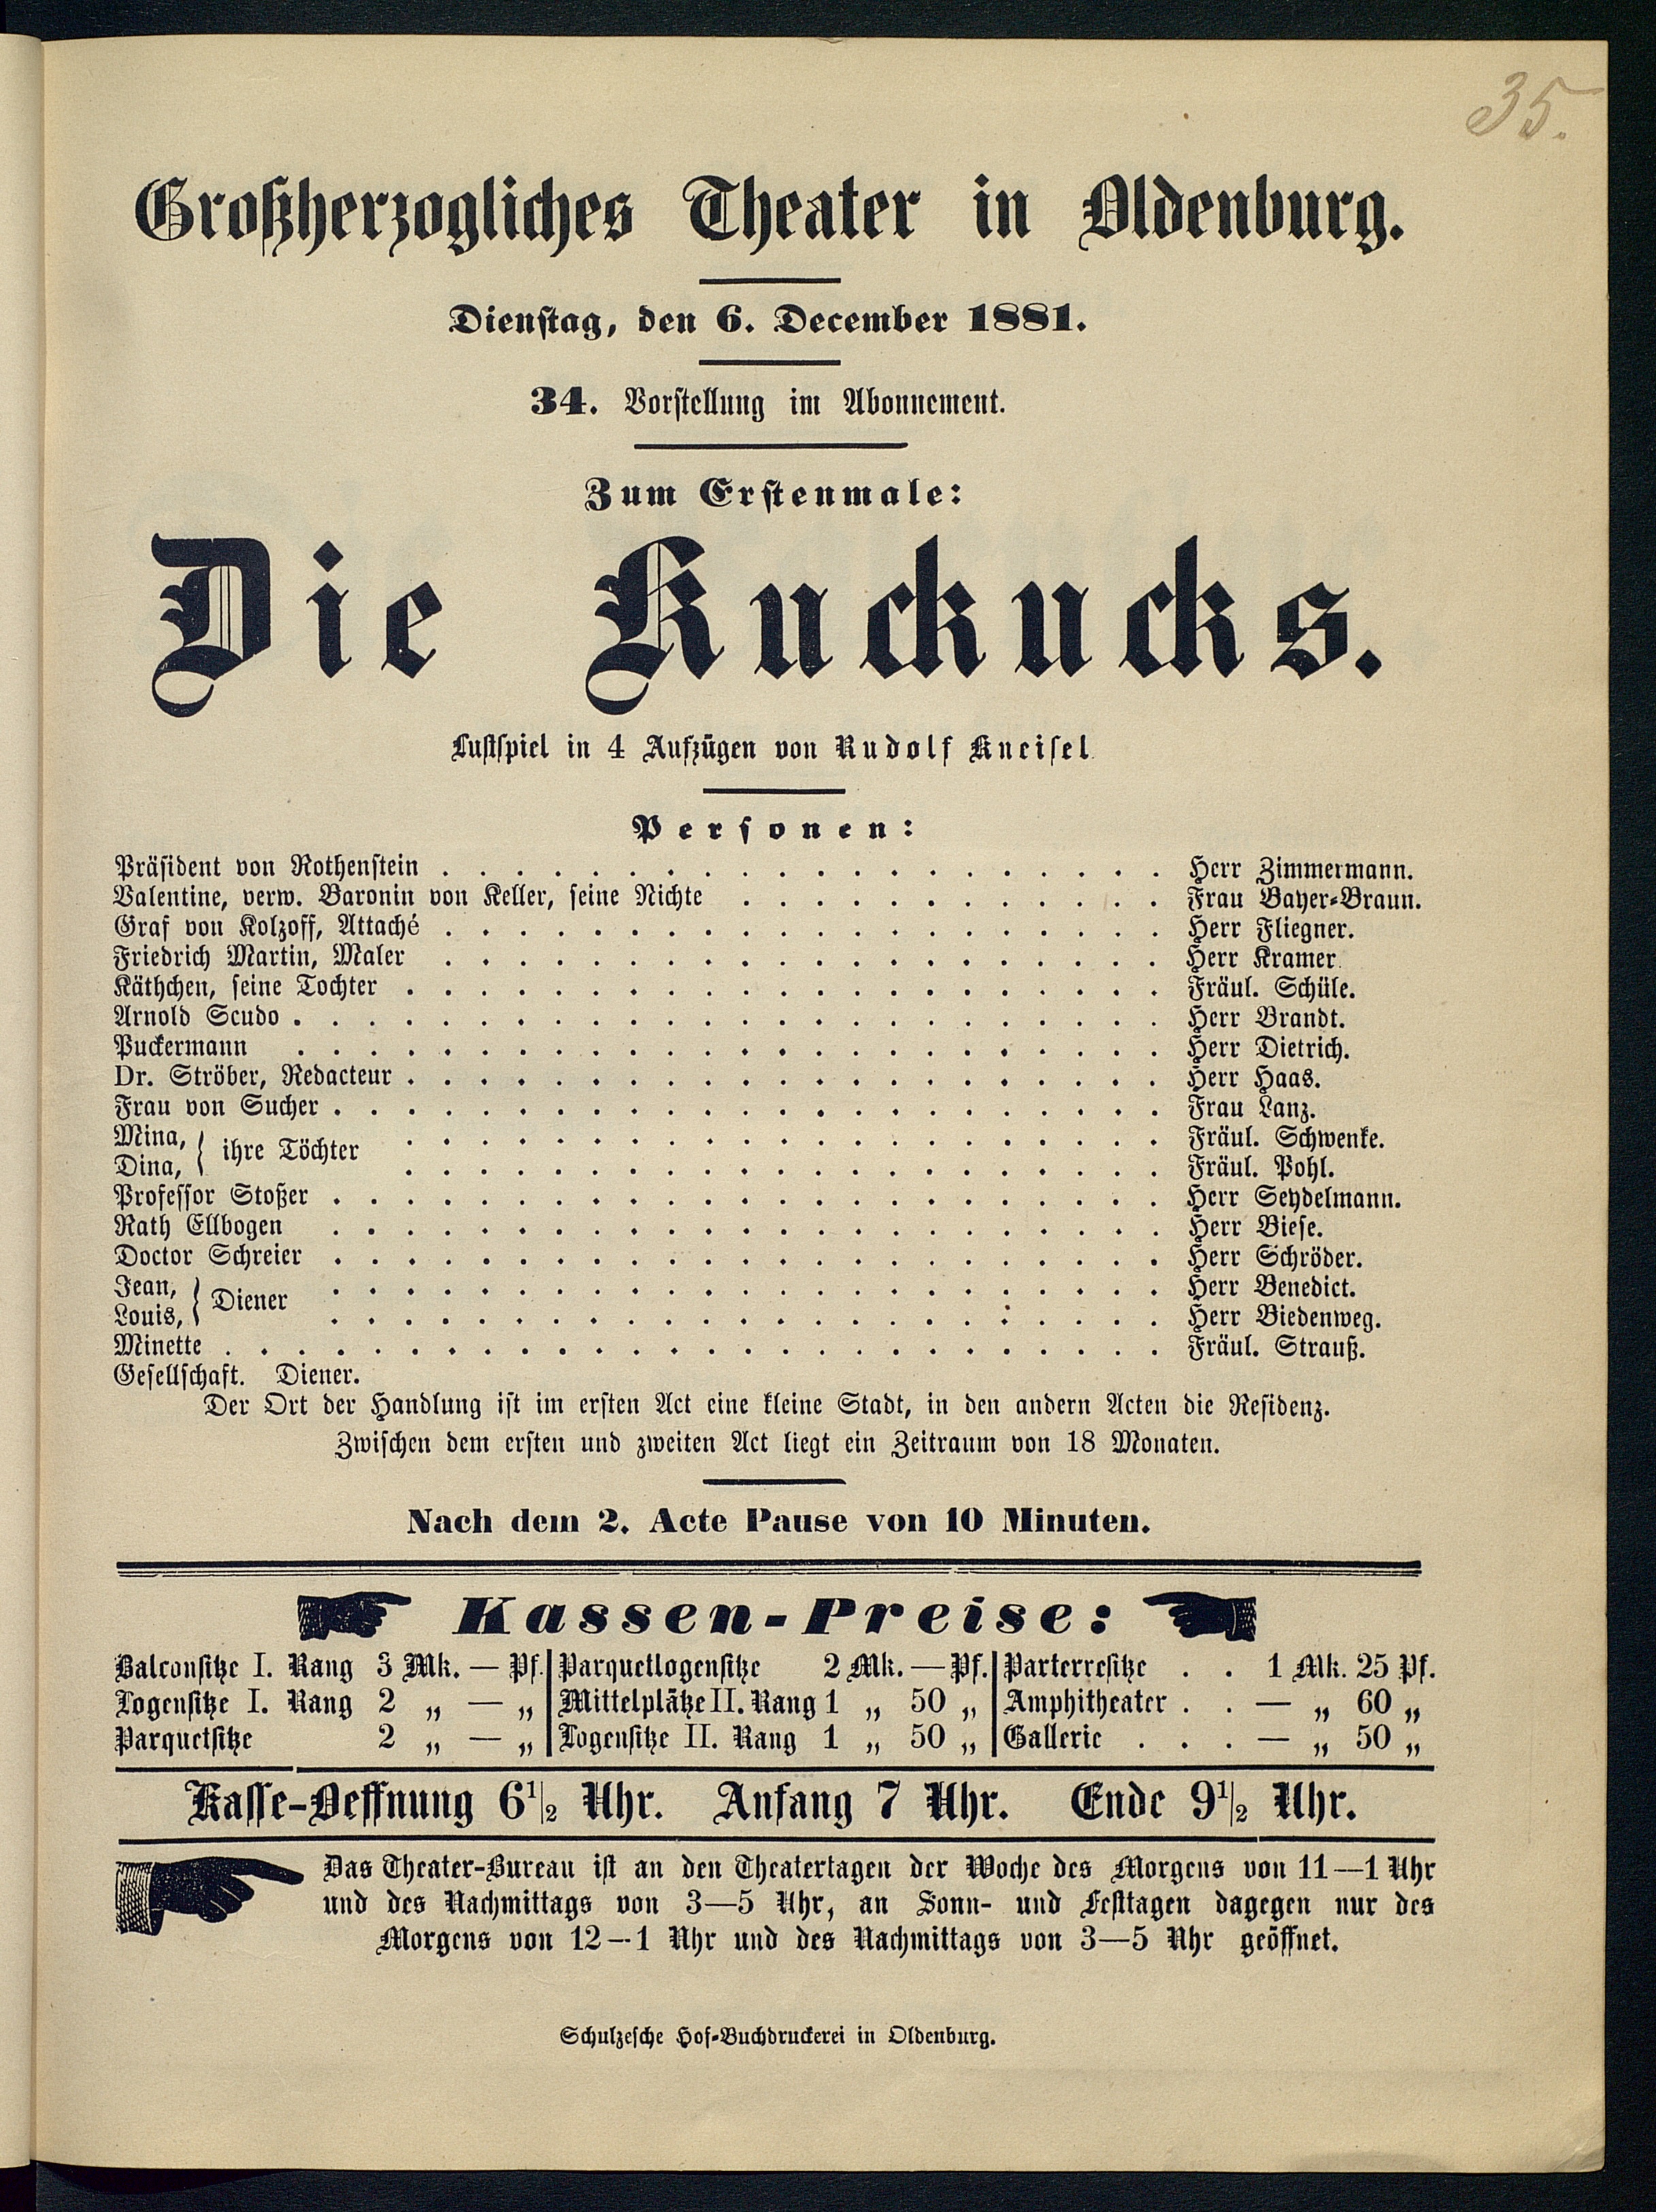 35.
Großherzogliches Theater in Oldenburg.
Dienstag, den 6. December 1881.
34. Vorstellung im Abonnement.
Zum Erstenmale:
Die Kuckucks.
Lustspiel in 4 Aufzügen von Rudolf Kneisel.
Personen:
Präsident von Rothenstein . . . . . . . . . . Herr Zimmermann.
Valentine, verw. Baronin von Keller, seine Nichte . . . . . . . . . . Frau Bayer-Braun.
Graf von Kolzoff, Attaché . . . . . . . . . . Herr Fliegner.
Friedrich Martin, Maler . . . . . . . . . . Herr Kramer.
Käthchen, seine Tochter . . . . . . . . . . Fräul. Schüle.
Arnold Scudo . . . . . . . . . . Herr Brandt.
Puckermann . . . . . . . . . . Herr Dietrich.
Dr. Ströber, Redacteur . . . . . . . . . . Herr Haas.
Frau von Sucher . . . . . . . . . . Frau Lanz.
Mina, } ihre Töchter . . . . . . . . . . Fräul. Schwenke.
Dina, . . . . . . . . . . Fräul. Pohl.
Professor Stoßer . . . . . . . . . . Herr Seydelmann.
Rath Ellbogen . . . . . . . . . . Herr Biese.
Doctor Schreier . . . . . . . . . . Herr Schröder.
Jean, } Diener . . . . . . . . . . Herr Benedict.
Louis, . . . . . . . . . . Herr Biedenweg.
Minette . . . . . . . . . . Fräul. Strauß.
Gesellschaft. Diener.
Der Ort der Handlung ist im ersten Act eine kleine Stadt, in den andern Acten die Residenz.
Zwischen dem ersten und zweiten Act liegt ein Zeitraum von 18 Monaten.
Nach dem 2. Acte Pause von 10 Minuten.
Kassen-Preise:
Balconsitze I. Rang 3 Mk. — Pf. | Parquetlogensitze 2 Mk. — Pf. | Parterresitze . . 1 Mk. 25 Pf.
Logensitze I. Rang 2 „ — „ | Mittelplätze II. Rang 1 „ 50 „ | Amphitheater . . — „ 60 „
Parquetsitze 2 „ — „ | Logensitze II. Rang 1 „ 50 „ | Gallerie . . . — „ 50 „
Kasse-Oeffnung 6½ Uhr. Anfang 7 Uhr. Ende 9½ Uhr.
Das Theater-Bureau ist an den Theatertagen der Woche des Morgens von 11—1 Uhr
und des Nachmittags von 3—5 Uhr, an Sonn- und Festtagen dagegen nur des
Morgens von 12—1 Uhr und des Nachmittags von 3—5 Uhr geöffnet.
Schulzesche Hof-Buchdruckerei in Oldenburg.